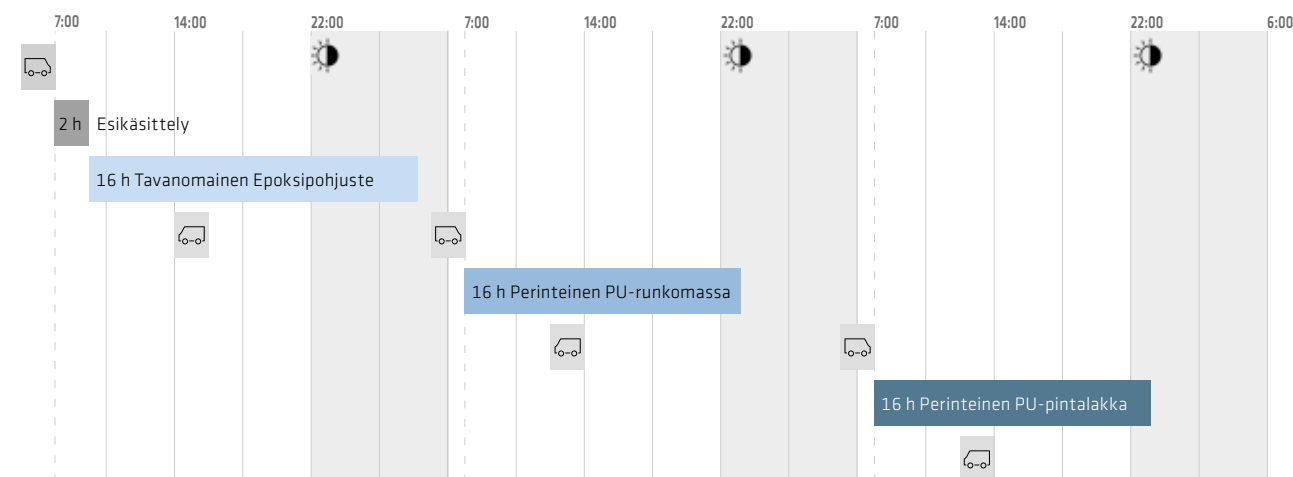 7:00 14:00 22:00 7:00 14:00 22:00 7:00 14:00 22:00 6:00
2 h Esikäsittely
16 h Tavanomainen Epoksipohjuste
16 h Perinteinen PU-runkomassa
16 h Perinteinen PU-pintalakka